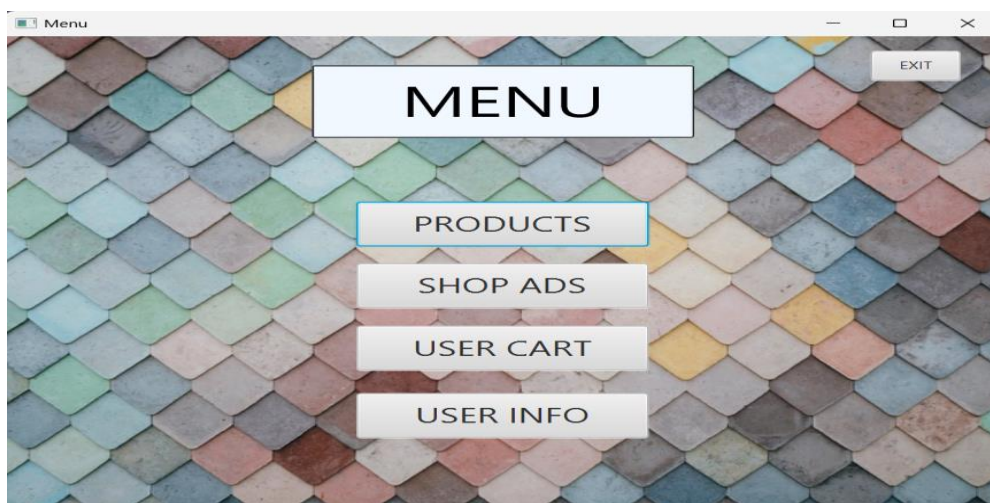 Menu
EXIT
MENU
PRODUCTS
SHOP ADS
USER CART
USER INFO